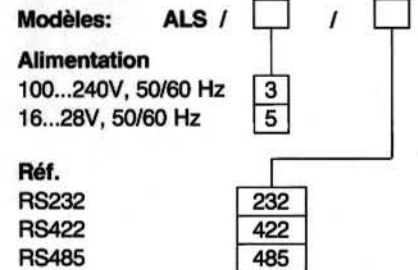 Modèles: ALS / /
Alimentation
100...240V, 50/60 Hz 3
16...28V, 50/60 Hz 5
Réf.
RS232 232
RS422 422
RS485 485